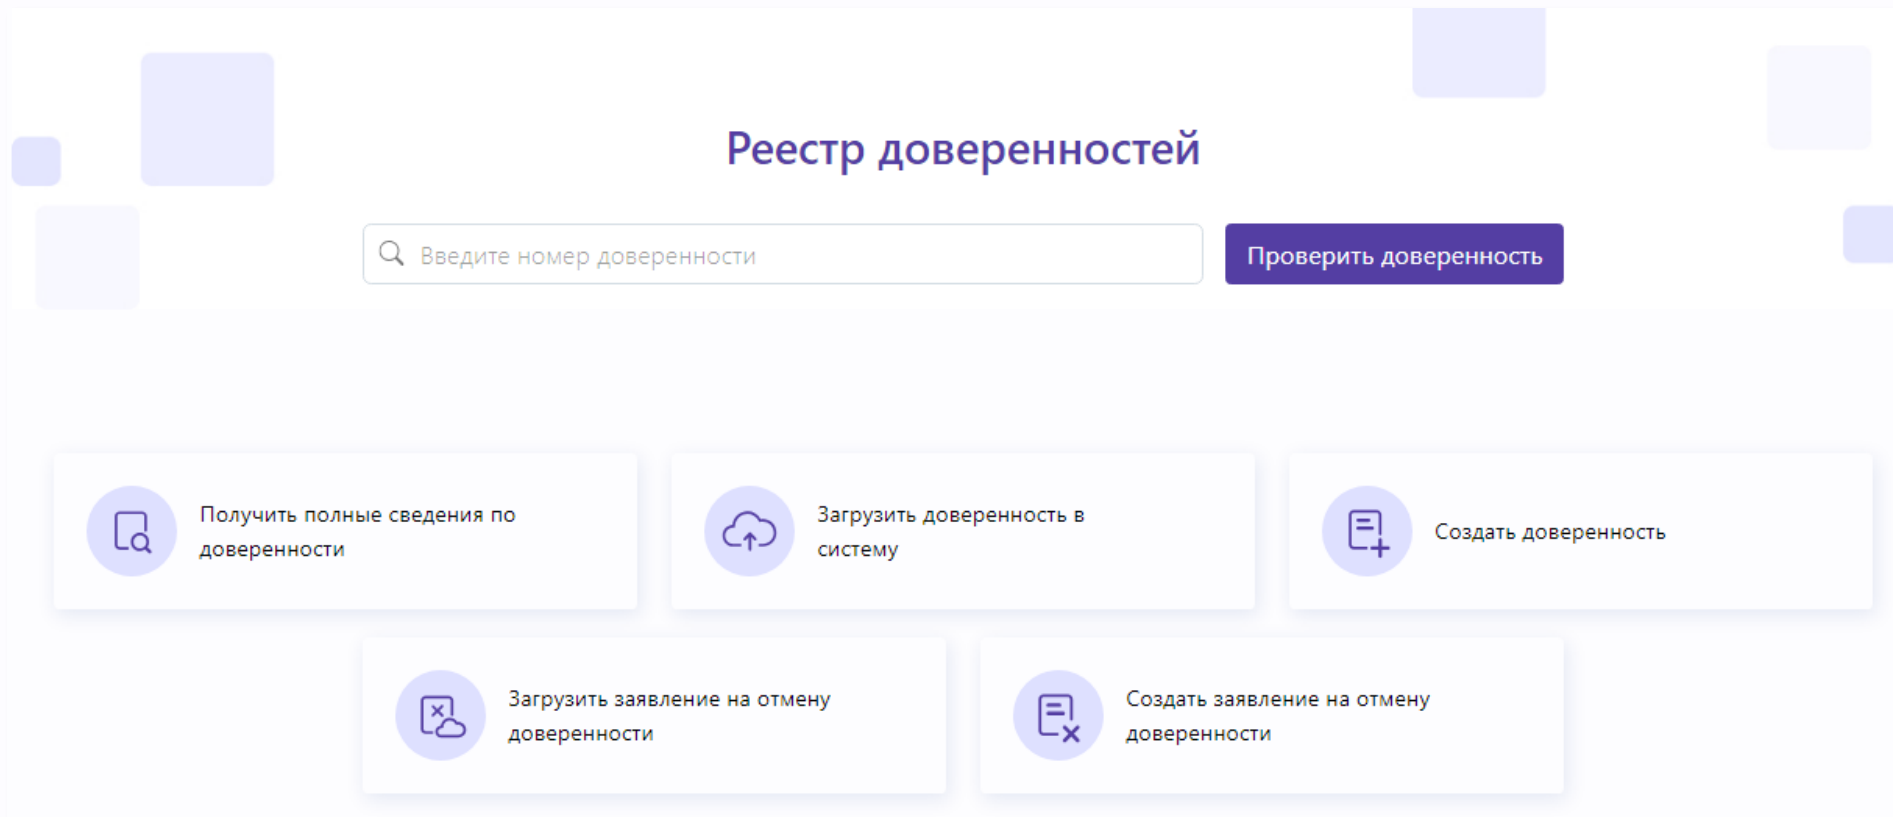 Реестр доверенностей
Введите номер доверенности
Проверить доверенность
Получить полные сведения по
доверенности
Загрузить доверенность в
систему
Создать доверенность
Загрузить заявление на отмену
доверенности
Создать заявление на отмену
доверенности